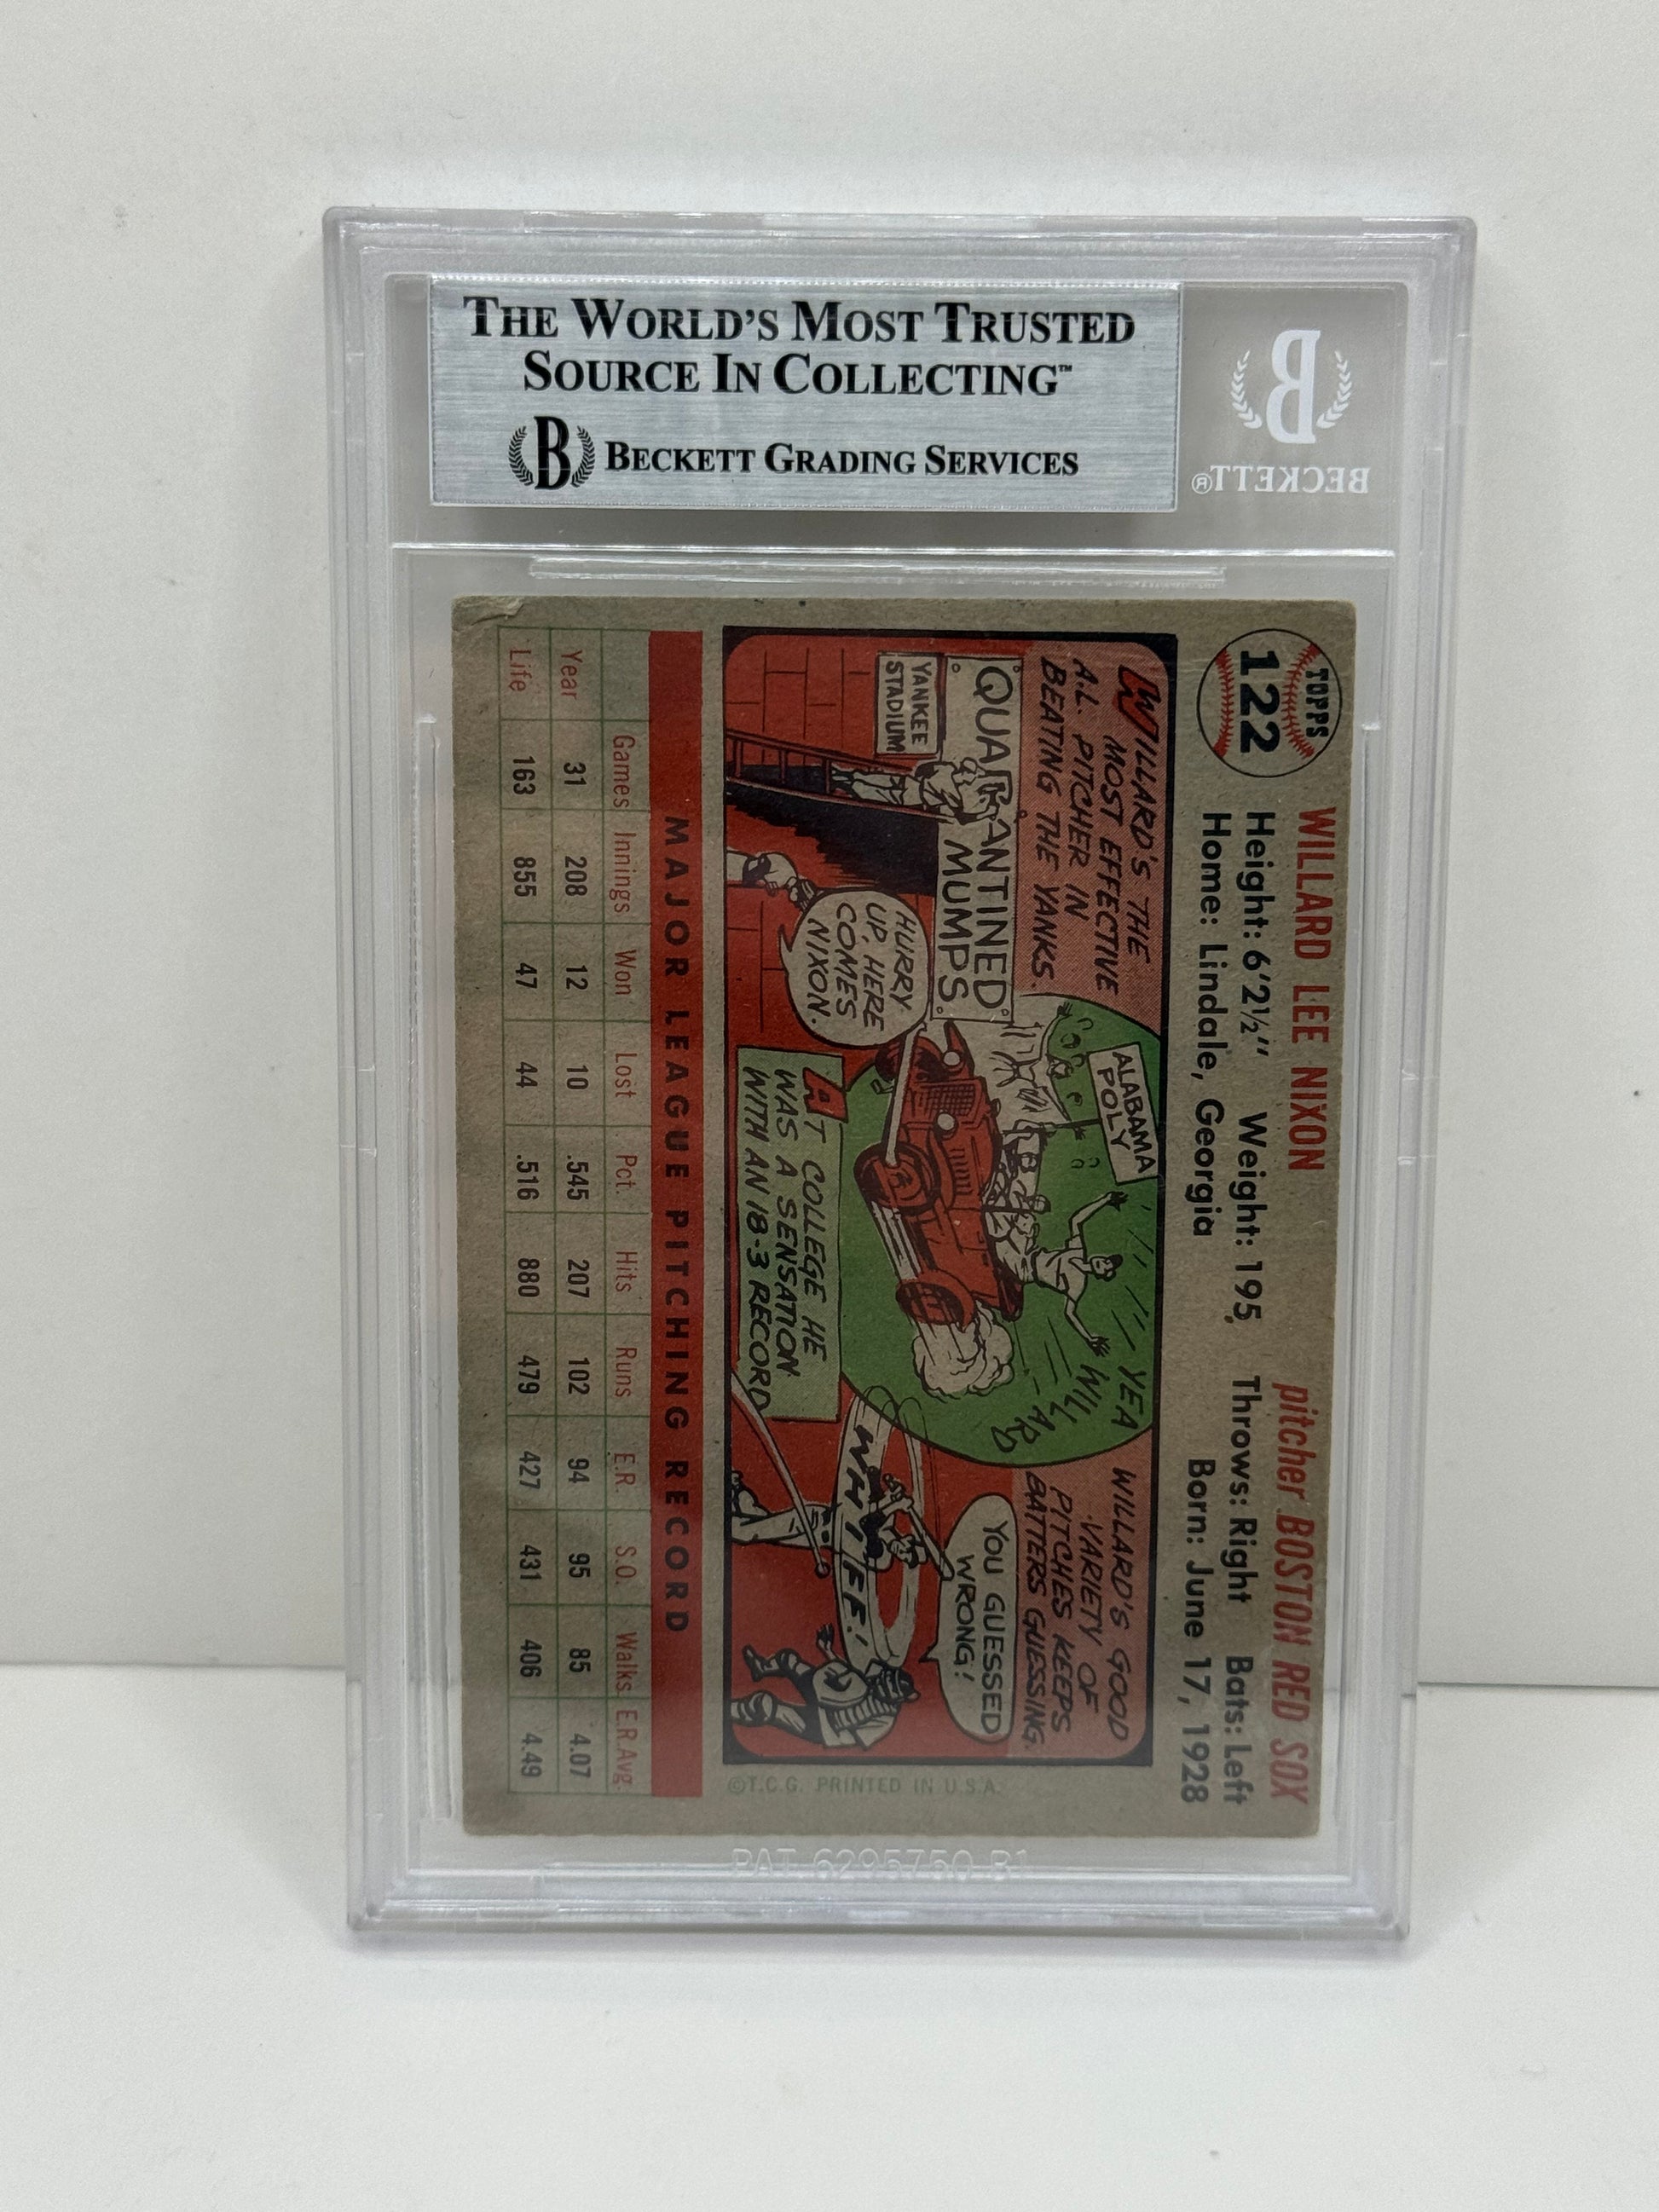 THE WORLD'S MOST TRUSTED
SOURCE IN COLLECTING™
B BECKETT GRADING SERVICES
B
BECKETT®
TOPPS
122
WILLARD LEE NIXON pitcher BOSTON RED SOX
Height: 6'2½" Weight: 195 Throws: Right Bats: Left
Home: Lindale, Georgia Born: June 17, 1928
WILLARD'S THE
MOST EFFECTIVE
A.L. PITCHER IN
BEATING THE YANKS.
QUARANTINED
MUMPS
YANKEE
STADIUM
HURRY
UP, HERE
COMES
NIXON.
ALABAMA
POLY
YEA
WILLARD
AT COLLEGE HE
WAS A SENSATION
WITH AN 18-3 RECORD
WILLARD'S GOOD
VARIETY OF
PITCHES KEEPS
BATTERS GUESSING.
YOU GUESSED
WRONG!
WHIFF!
©T.C.G. PRINTED IN U.S.A.
MAJOR LEAGUE PITCHING RECORD
Games Innings Won Lost Pct. Hits Runs E.R. S.O. Walks E.R.Avg.
Year 31 208 12 10 .545 207 102 94 95 85 4.07
Life 163 855 47 44 .516 880 479 427 431 406 4.49
PAT 6295750 B1